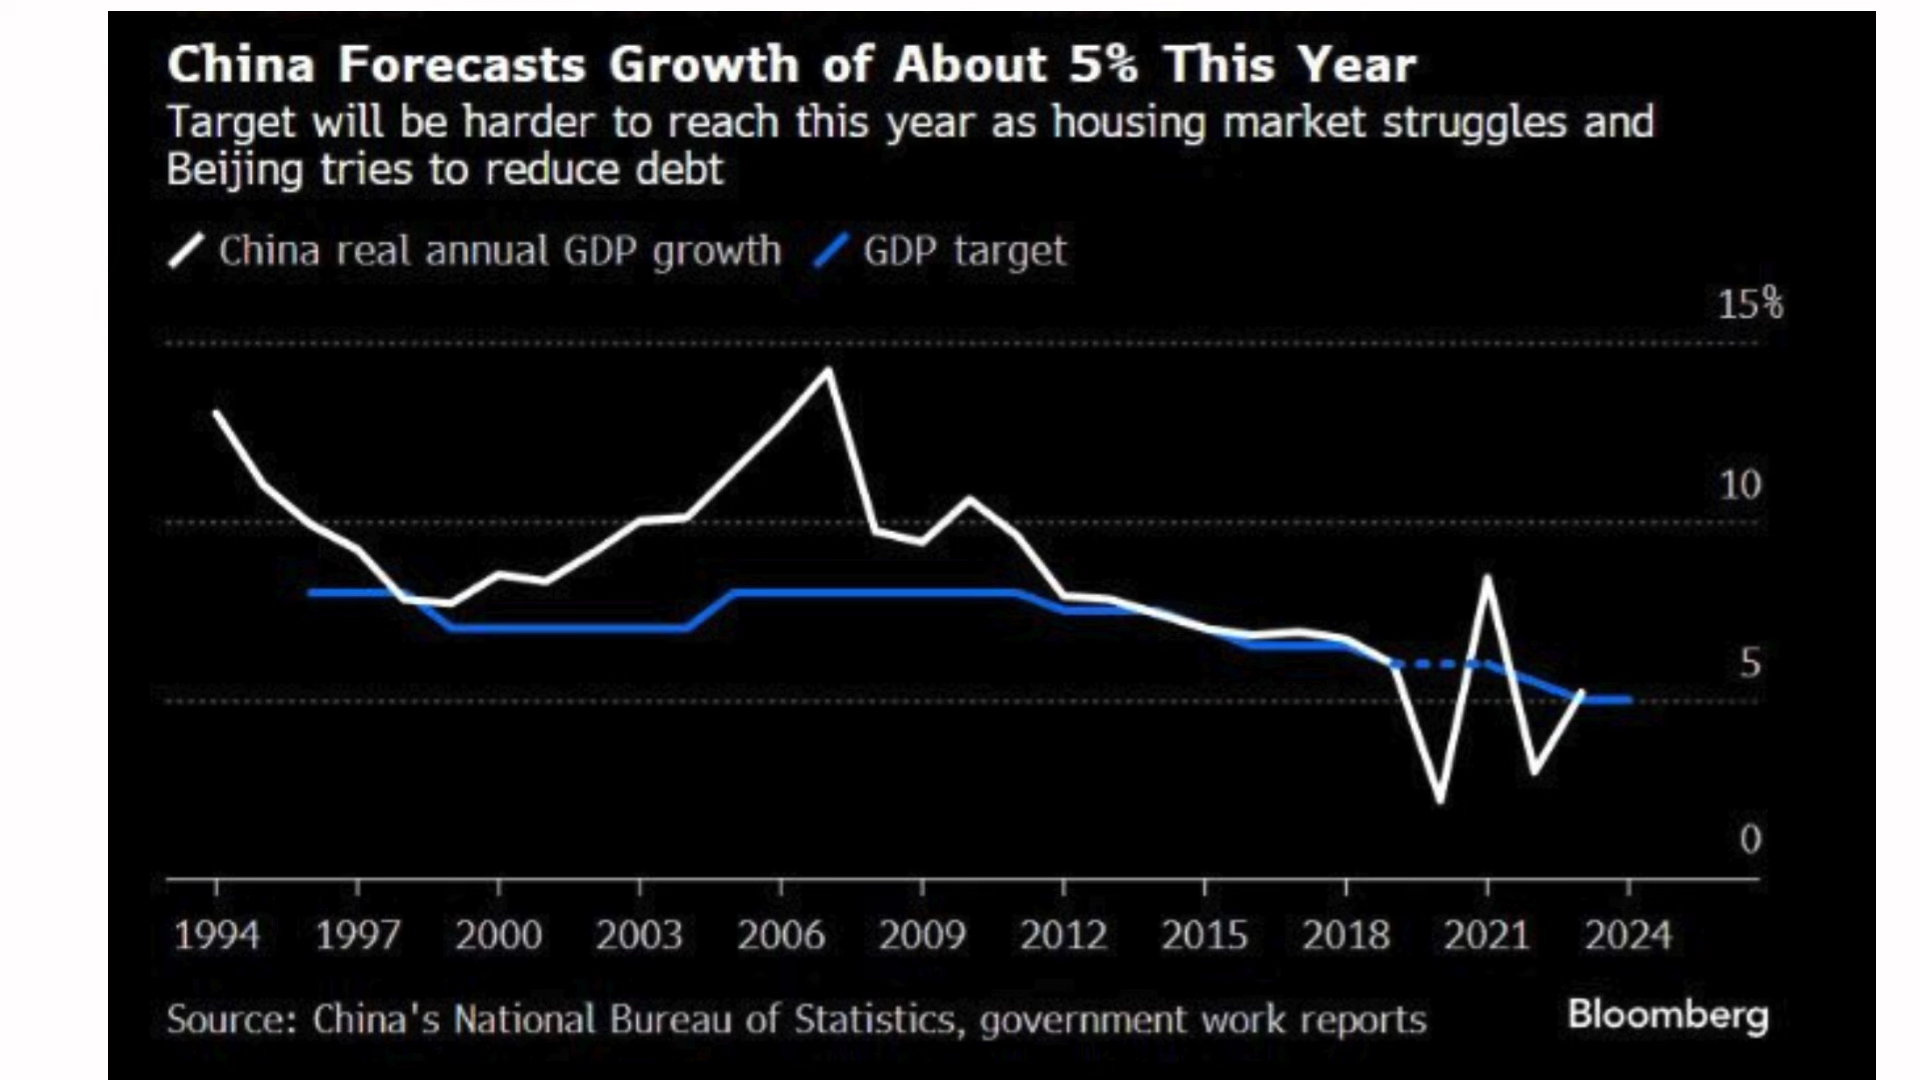 China Forecasts Growth of About 5% This Year
Target will be harder to reach this year as housing market struggles and
Beijing tries to reduce debt
China real annual GDP growth GDP target
15%
10
5
0
1994 1997 2000 2003 2006 2009 2012 2015 2018 2021 2024
Source: China's National Bureau of Statistics, government work reports Bloomberg